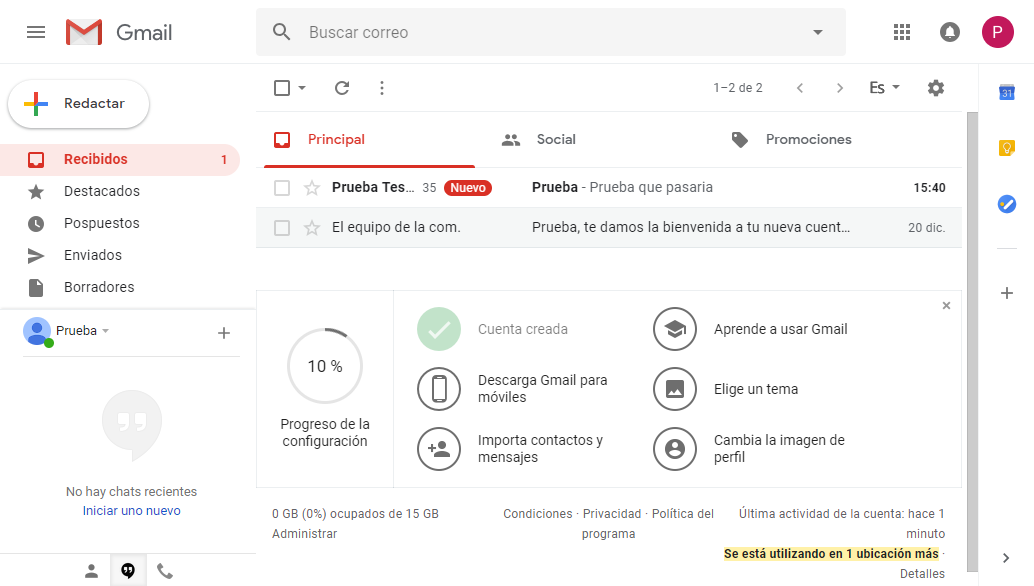 Gmail
Buscar correo
P
Redactar
1–2 de 2
Es
31
Recibidos 1
Destacados
Pospuestos
Enviados
Borradores
Prueba
No hay chats recientes
Iniciar uno nuevo
Principal
Social
Promociones
Prueba Tes… 35 Nuevo Prueba - Prueba que pasaria 15:40
El equipo de la com. Prueba, te damos la bienvenida a tu nueva cuent… 20 dic.
10 %
Progreso de la
configuración
Cuenta creada
Aprende a usar Gmail
Descarga Gmail para
móviles
Elige un tema
Importa contactos y
mensajes
Cambia la imagen de
perfil
0 GB (0%) ocupados de 15 GB
Administrar
Condiciones · Privacidad · Política del
programa
Última actividad de la cuenta: hace 1
minuto
Se está utilizando en 1 ubicación más ·
Detalles